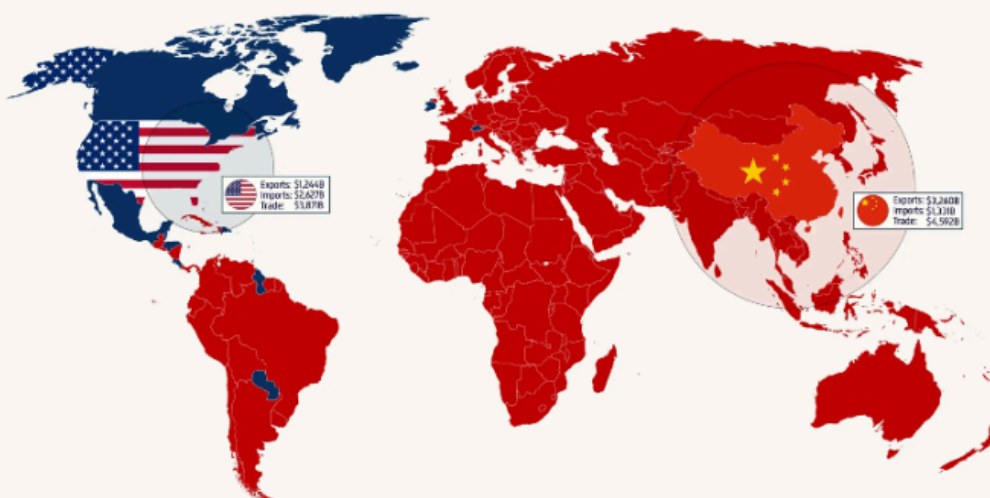 Exports: $1,244B
Imports: $2,627B
Trade: $3,871B
Exports: $3,260B
Imports: $1,331B
Trade: $4,592B